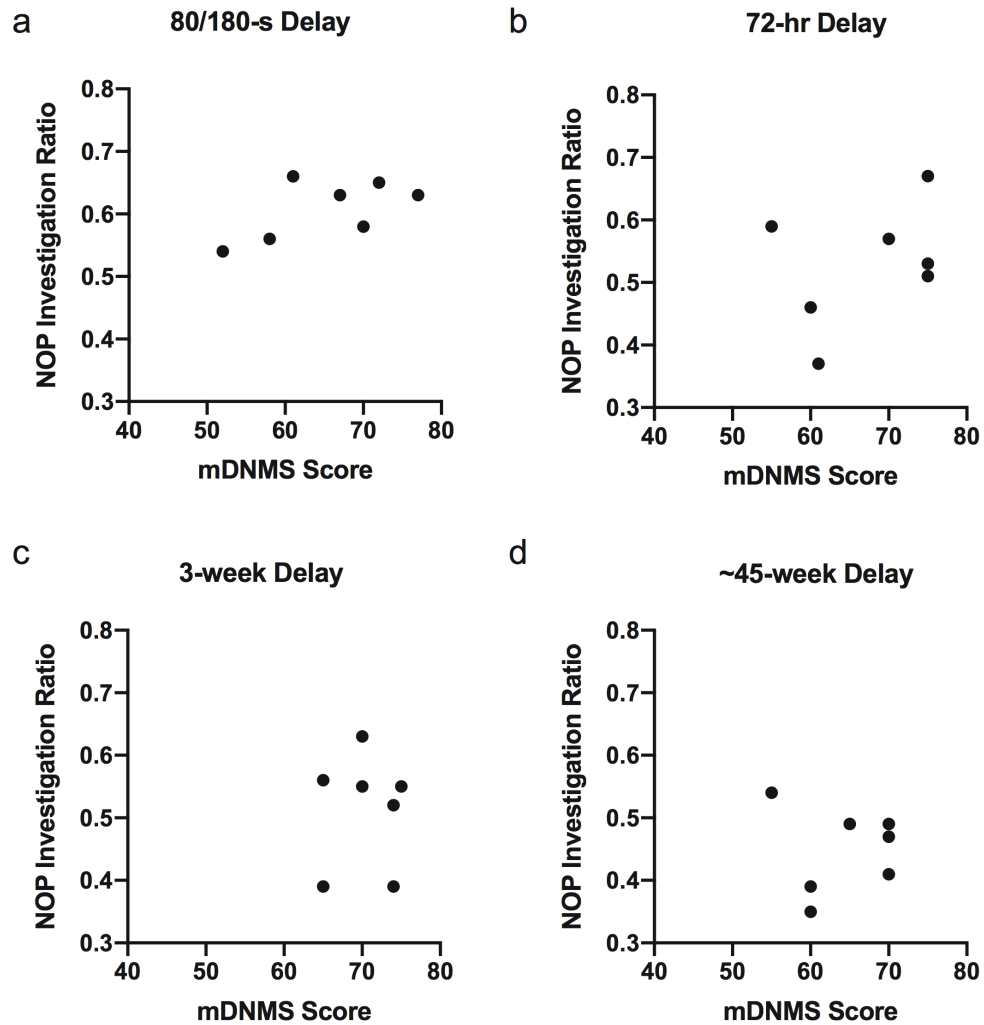 a
80/180-s Delay
0.8
0.7
0.6
0.5
0.4
0.3
NOP Investigation Ratio
40 50 60 70 80
mDNMS Score
b
72-hr Delay
0.8
0.7
0.6
0.5
0.4
0.3
NOP Investigation Ratio
40 50 60 70 80
mDNMS Score
c
3-week Delay
0.8
0.7
0.6
0.5
0.4
0.3
NOP Investigation Ratio
40 50 60 70 80
mDNMS Score
d
~45-week Delay
0.8
0.7
0.6
0.5
0.4
0.3
NOP Investigation Ratio
40 50 60 70 80
mDNMS Score